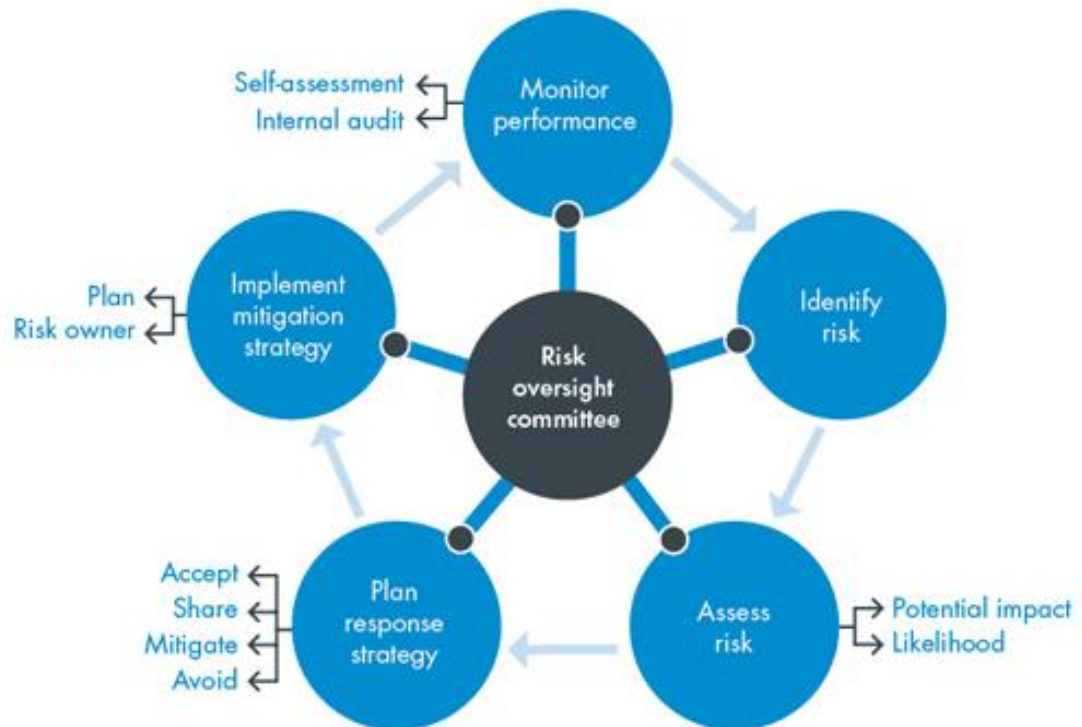 Self-assessment
Internal audit
Monitor
performance
Plan
Risk owner
Implement
mitigation
strategy
Identify
risk
Risk
oversight
committee
Accept
Share
Mitigate
Avoid
Plan
response
strategy
Assess
risk
Potential impact
Likelihood